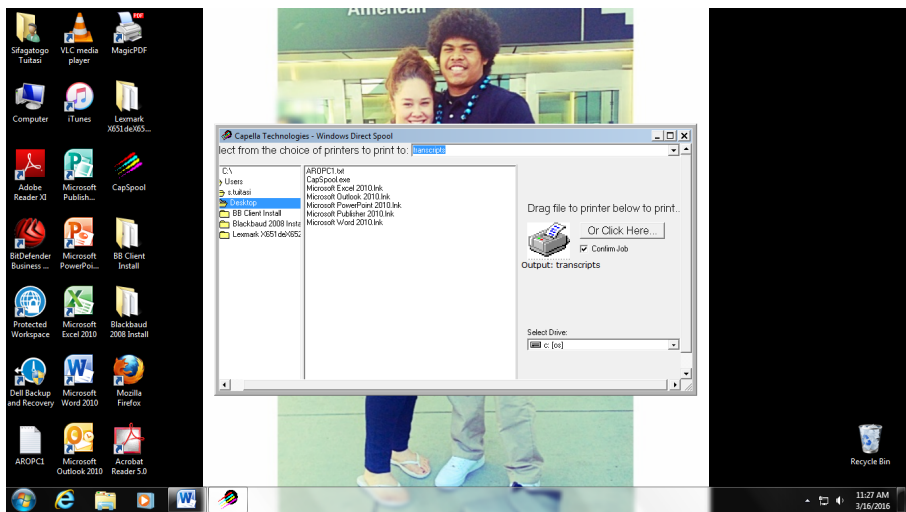 American
Sifagatogo
Tuitasi
VLC media
player
MagicPDF
Computer
iTunes
Lexmark
X651deX65...
Adobe
Reader XI
Microsoft
Publish...
CapSpool
BitDefender
Business ...
Microsoft
PowerPoi...
BB Client
Install
Protected
Workspace
Microsoft
Excel 2010
Blackbaud
2008 Install
Dell Backup
and Recovery
Microsoft
Word 2010
Mozilla
Firefox
AROPC1
Microsoft
Outlook 2010
Acrobat
Reader 5.0
Capella Technologies - Windows Direct Spool
lect from the choice of printers to print to: transcripts
C:\
Users
s.tuitasi
Desktop
BB Client Install
Blackbaud 2008 Insta
Lexmark X651deX652
AROPC1.txt
CapSpool.exe
Microsoft Excel 2010.lnk
Microsoft Outlook 2010.lnk
Microsoft PowerPoint 2010.lnk
Microsoft Publisher 2010.lnk
Microsoft Word 2010.lnk
Drag file to printer below to print..
Or Click Here...
Confirm Job
Output: transcripts
Select Drive:
c: [os]
Recycle Bin
11:27 AM
3/16/2016